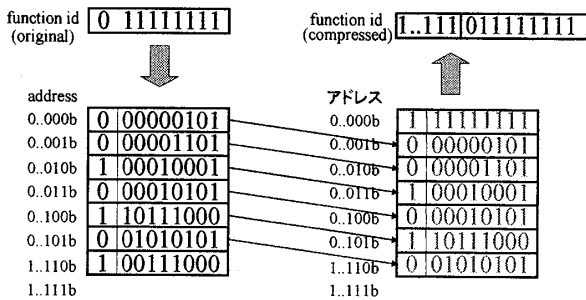 function id
(original)
0 11111111
function id
(compressed)
1..111 011111111
address
0..000b 0 00000101
0..001b 0 00001101
0..010b 1 00010001
0..011b 0 00010101
0..100b 1 10111000
0..101b 0 01010101
1..110b 1 00111000
1..111b
アドレス
0..000b 1 11111111
0..001b 0 00000101
0..010b 0 00001101
0..011b 1 00010001
0..100b 0 00010101
0..101b 1 10111000
1..110b 0 01010101
1..111b